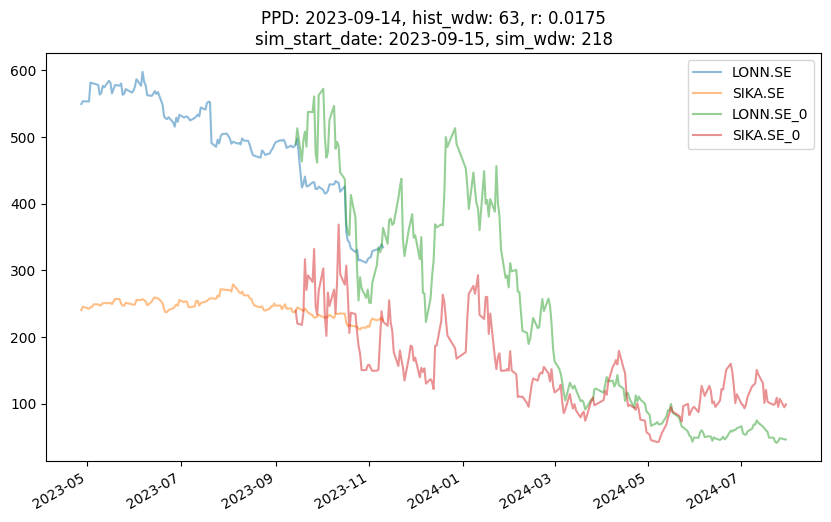 PPD: 2023-09-14, hist_wdw: 63, r: 0.0175
sim_start_date: 2023-09-15, sim_wdw: 218
LONN.SE
SIKA.SE
LONN.SE_0
SIKA.SE_0
600
500
400
300
200
100
2023-05
2023-07
2023-09
2023-11
2024-01
2024-03
2024-05
2024-07